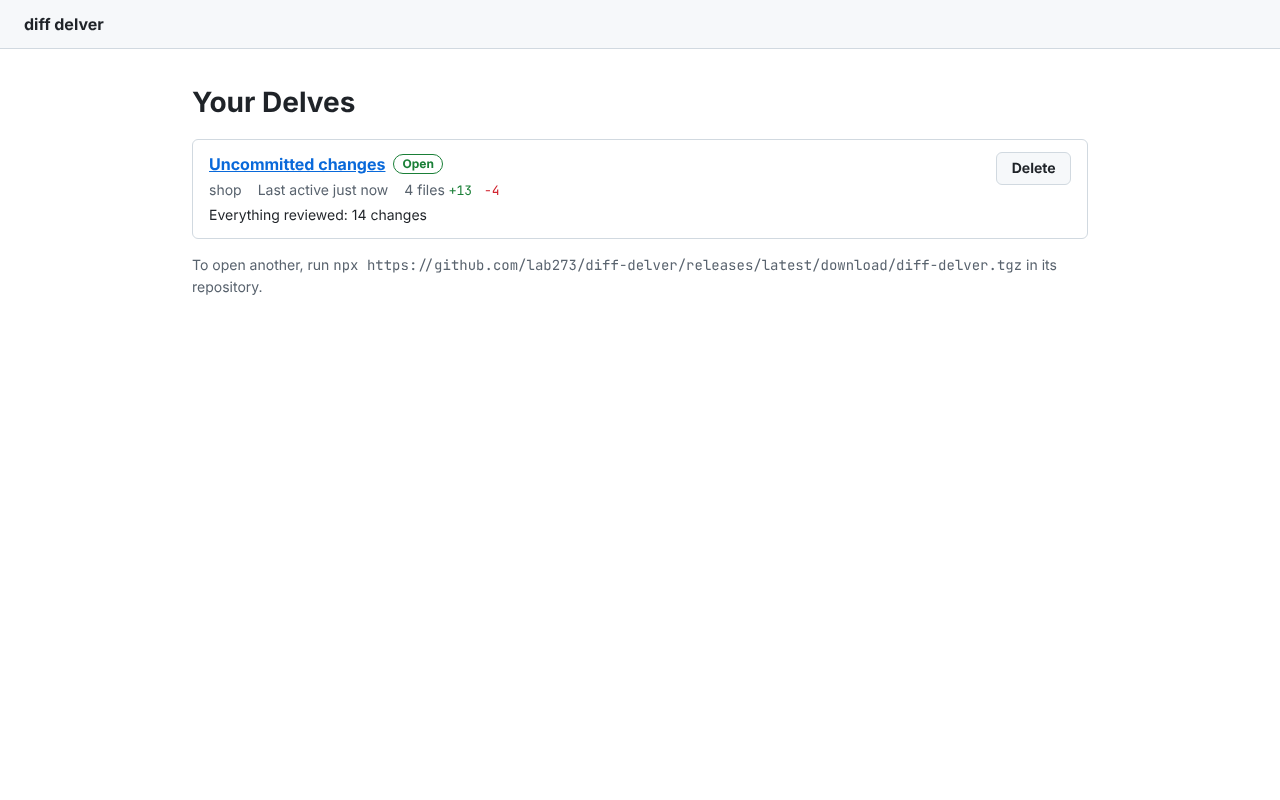 diff delver
Your Delves
Uncommitted changes Open
Delete
shop Last active just now 4 files +13 -4
Everything reviewed: 14 changes
To open another, run npx https://github.com/lab273/diff-delver/releases/latest/download/diff-delver.tgz in its
repository.